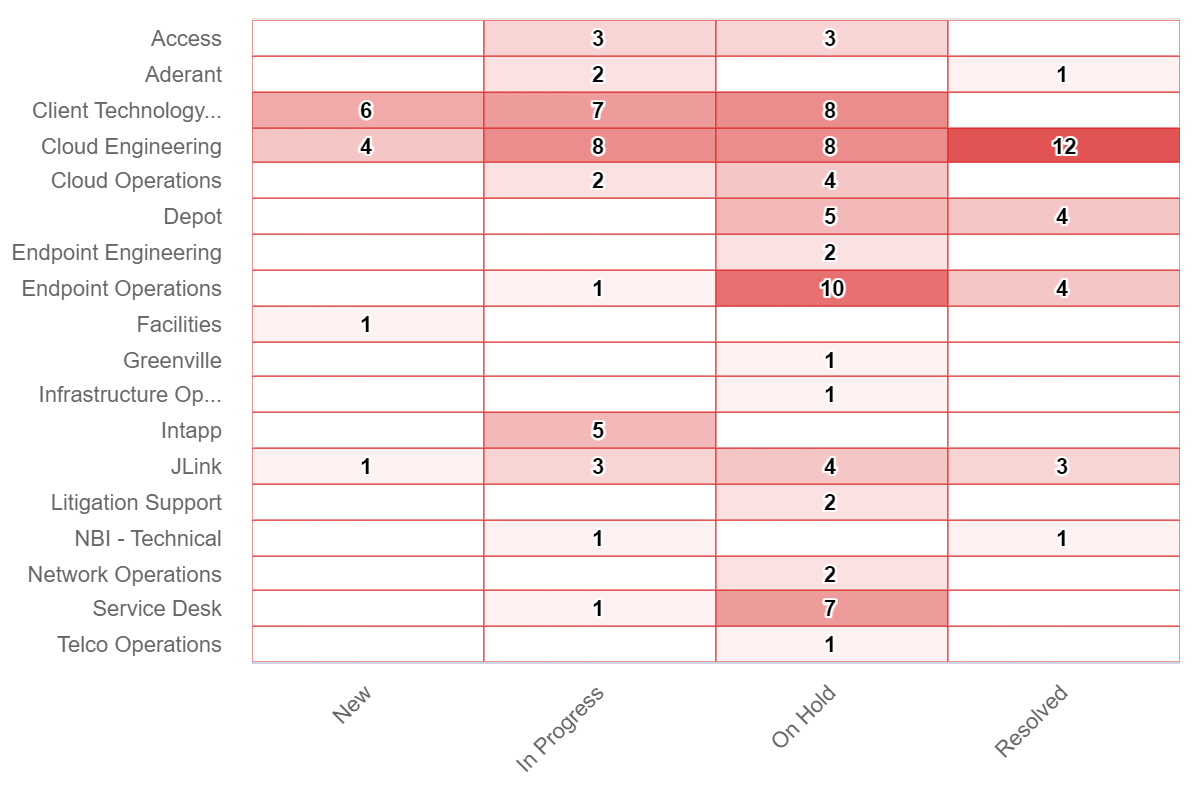 Access 3 3
Aderant 2 1
Client Technology... 6 7 8
Cloud Engineering 4 8 8 12
Cloud Operations 2 4
Depot 5 4
Endpoint Engineering 2
Endpoint Operations 1 10 4
Facilities 1
Greenville 1
Infrastructure Op... 1
Intapp 5
JLink 1 3 4 3
Litigation Support 2
NBI - Technical 1 1
Network Operations 2
Service Desk 1 7
Telco Operations 1
New In Progress On Hold Resolved